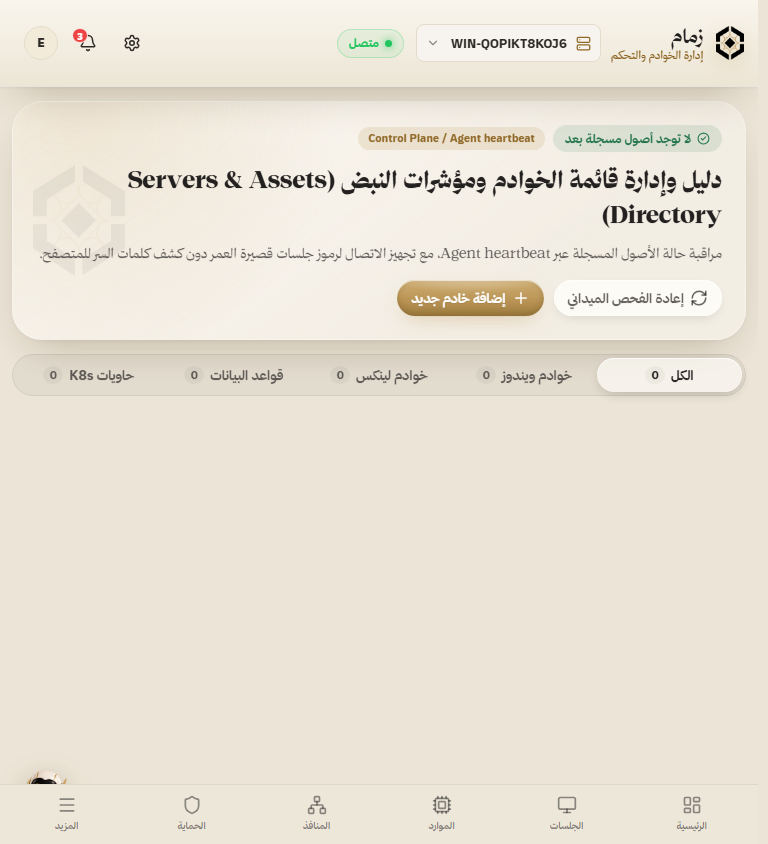 زمام
إدارة الخوادم والتحكم
WIN-QOPIKT8KOJ6
متصل
3
E
لا توجد أصول مسجلة بعد
Control Plane / Agent heartbeat
دليل وإدارة قائمة الخوادم ومؤشرات النبض (Servers & Assets
Directory)
مراقبة حالة الأصول المسجلة عبر Agent heartbeat، مع تجهيز الاتصال لرموز جلسات قصيرة العمر دون كشف كلمات السر للمتصفح.
إعادة الفحص الميداني
إضافة خادم جديد
الكل 0
خوادم ويندوز 0
خوادم لينكس 0
قواعد البيانات 0
حاويات K8s 0
الرئيسية
الجلسات
الموارد
المنافذ
الحماية
المزيد